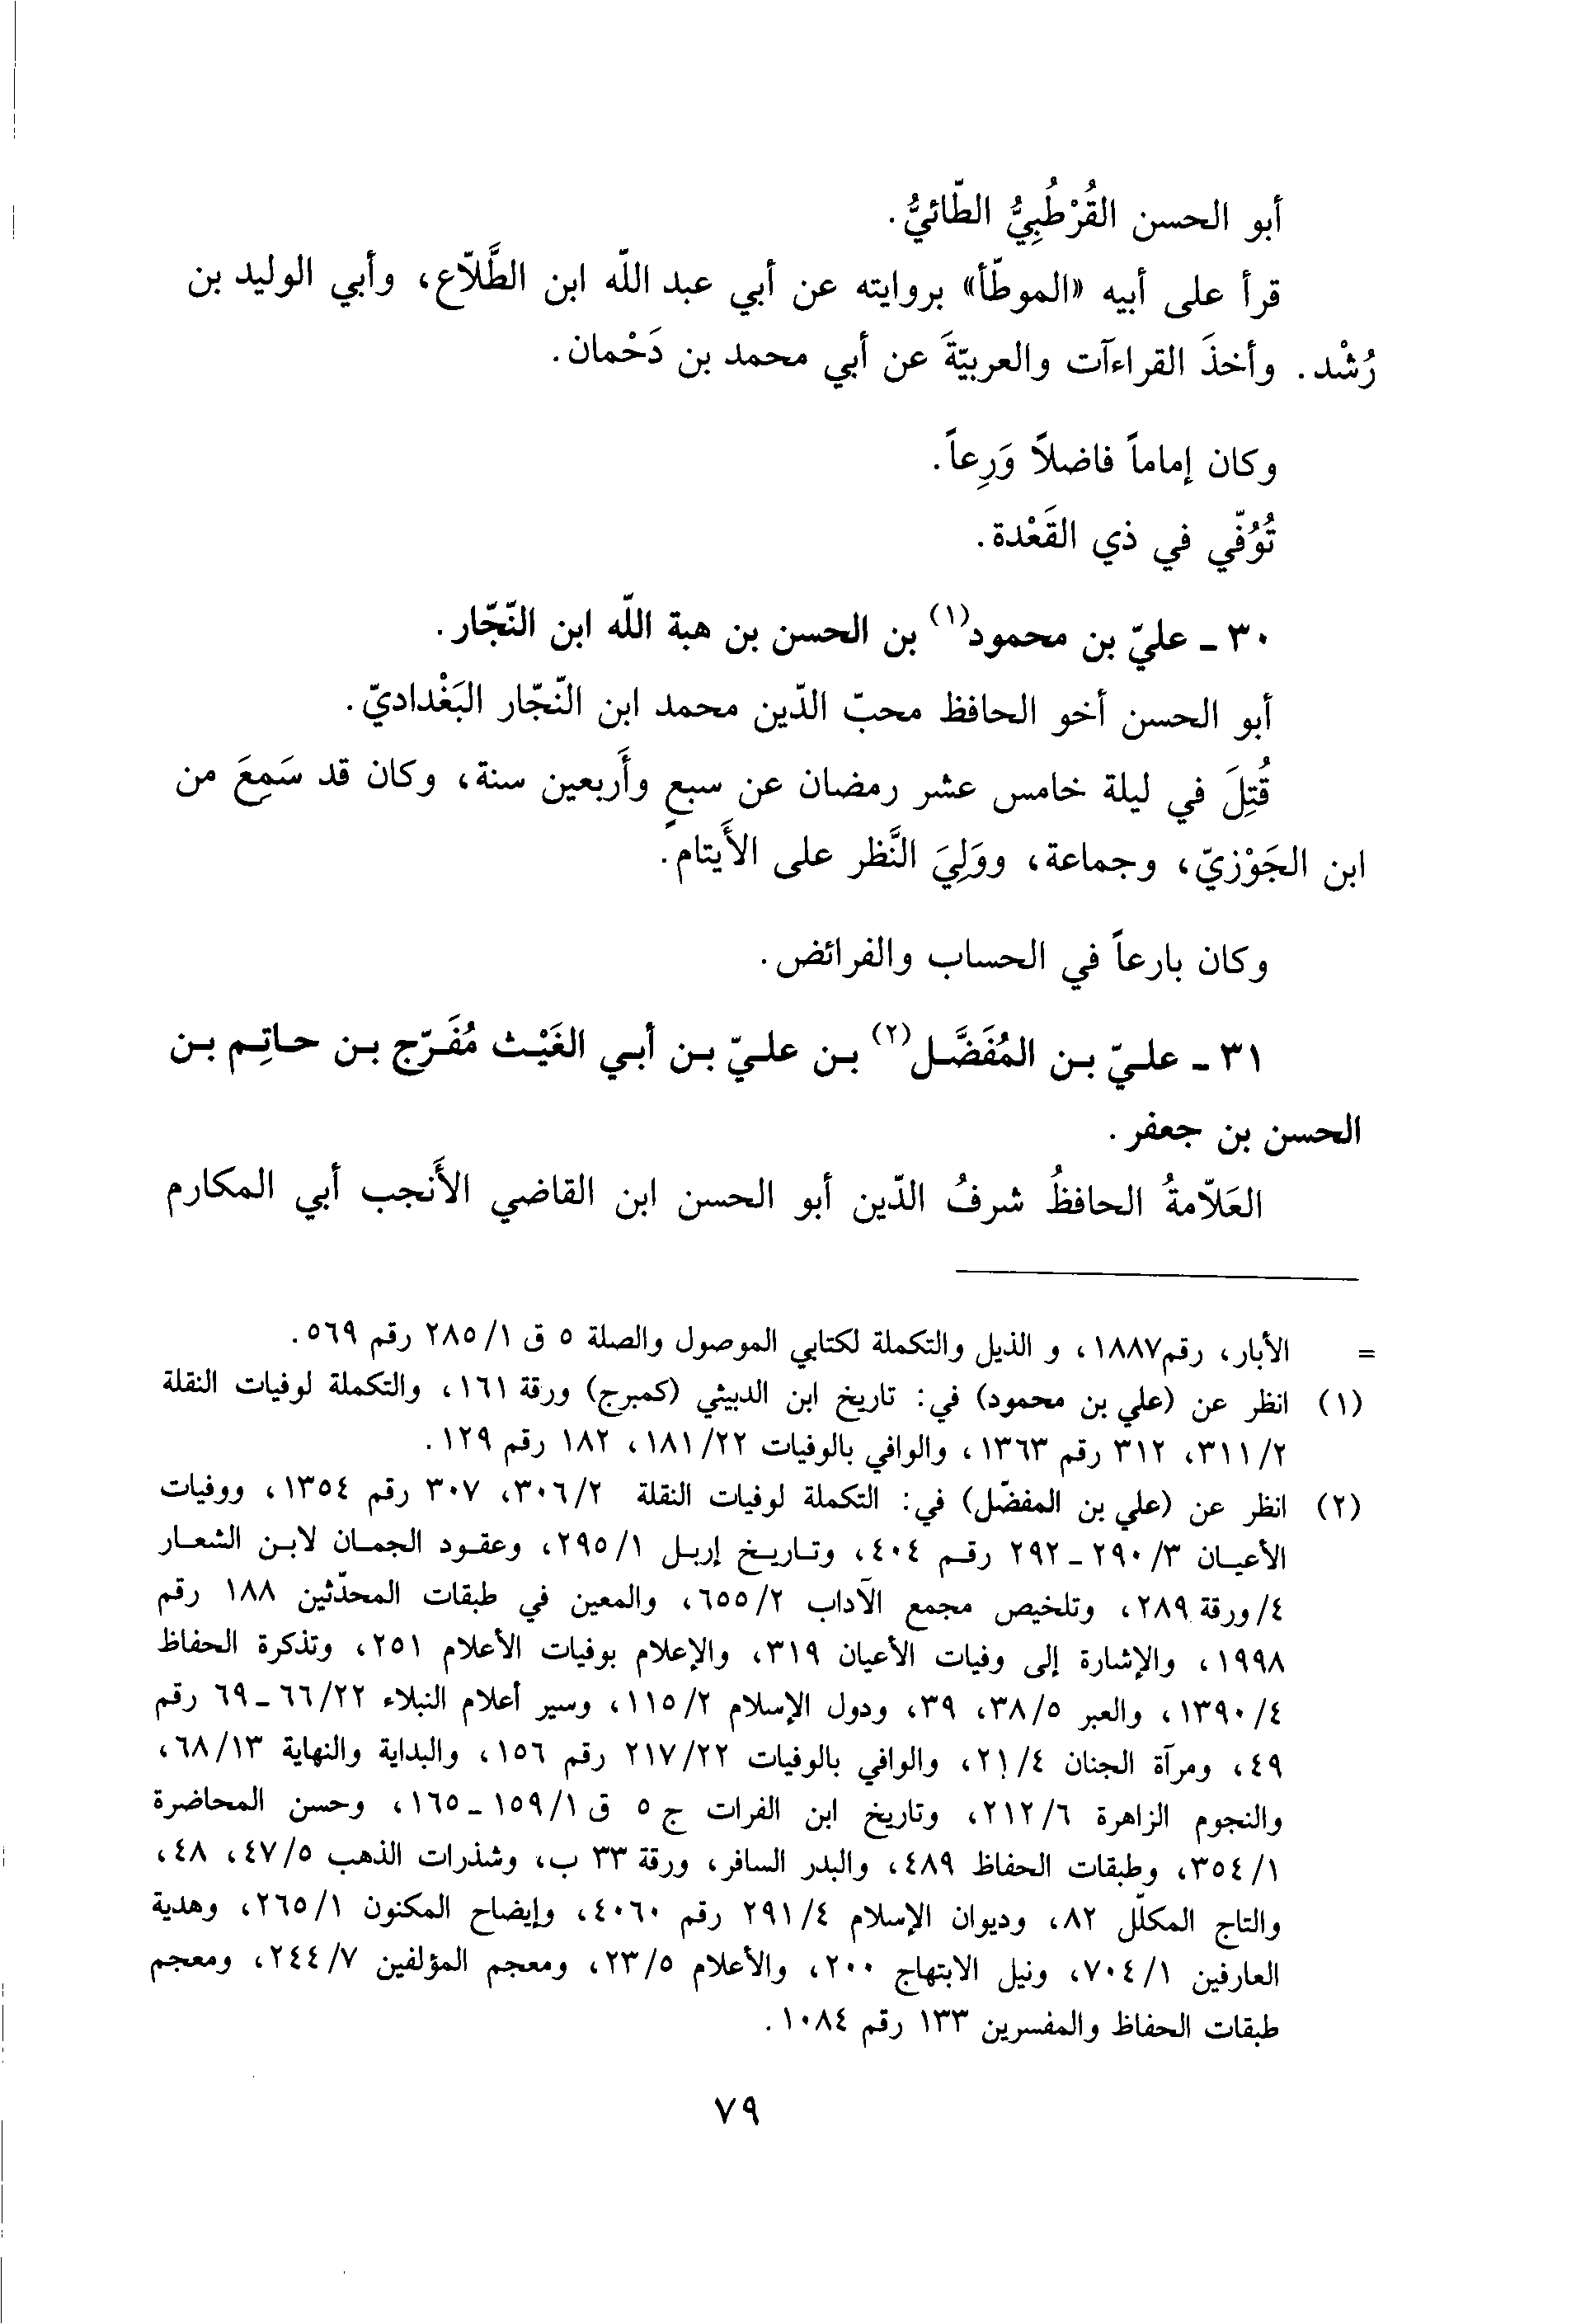 أبو الحسن القُرْطُبِيُّ الطّائيُّ.
قرأ على أبيه «الموطّأ» بروايته عن أبي عبد اللّه ابن الطَّلّاع، وأبي الوليد بن
رُشْد. وأخذَ القراءآت والعربيّةَ عن أبي محمد بن دَحْمان.
وكان إماماً فاضلاً وَرِعاً.
تُوُفّي في ذي القَعْدة.
٣٠ ـ عليّ بن محمود(١) بن الحسن بن هبة اللّه ابن النّجّار.
أبو الحسن أخو الحافظ محبّ الدّين محمد ابن النّجّار البَغْداديّ.
قُتِلَ في ليلة خامس عشر رمضان عن سبعٍ وأَربعين سنة، وكان قد سَمِعَ من
ابن الجَوْزيّ، وجماعة، ووَلِيَ النَّظر على الأَيتام.
وكان بارعاً في الحساب والفرائض.
٣١ ـ عليّ بن المُفَضَّل(٢) بن عليّ بن أبي الغَيْث مُفَرّج بن حاتِم بن
الحسن بن جعفر.
العَلاّمةُ الحافظُ شرفُ الدّين أبو الحسن ابن القاضي الأَنجب أبي المكارم
= الأبار، رقم١٨٨٧، و الذيل والتكملة لكتابي الموصول والصلة ٥ ق ٢٨٥/١ رقم ٥٦٩.
(١) انظر عن (علي بن محمود) في: تاريخ ابن الدبيثي (كمبرج) ورقة ١٦١، والتكملة لوفيات النقلة
٣١١/٢، ٣١٢ رقم ١٣٦٣، والوافي بالوفيات ١٨١/٢٢، ١٨٢ رقم ١٢٩.
(٢) انظر عن (علي بن المفضّل) في: التكملة لوفيات النقلة ٣٠٦/٢، ٣٠٧ رقم ١٣٥٤، ووفيات
الأعيان ٢٩٠/٣ ـ ٢٩٢ رقم ٤٠٤، وتاريخ إربل ٢٩٥/١، وعقود الجمان لابن الشعار
٤/ورقة ٢٨٩، وتلخيص مجمع الآداب ٦٥٥/٢، والمعين في طبقات المحدّثين ١٨٨ رقم
١٩٩٨، والإشارة إلى وفيات الأعيان ٣١٩، والإعلام بوفيات الأعلام ٢٥١، وتذكرة الحفاظ
١٣٩٠/٤، والعبر ٣٨/٥، ٣٩، ودول الإسلام ١١٥/٢، وسير أعلام النبلاء ٦٦/٢٢ ـ ٦٩ رقم
٤٩، ومرآة الجنان ٢١/٤، والوافي بالوفيات ٢١٧/٢٢ رقم ١٥٦، والبداية والنهاية ٦٨/١٣،
والنجوم الزاهرة ٢١٢/٦، وتاريخ ابن الفرات ج ٥ ق ١٥٩/١ ـ ١٦٥، وحسن المحاضرة
٣٥٤/١، وطبقات الحفاظ ٤٨٩، والبدر السافر، ورقة ٣٣ ب، وشذرات الذهب ٤٧/٥، ٤٨،
والتاج المكلّل ٨٢، وديوان الإسلام ٢٩١/٤ رقم ٤٠٦٠، وإيضاح المكنون ٢٦٥/١، وهدية
العارفين ٧٠٤/١، ونيل الابتهاج ٢٠٠، والأعلام ٢٣/٥، ومعجم المؤلفين ٢٤٤/٧، ومعجم
طبقات الحفاظ والمفسرين ١٣٣ رقم ١٠٨٤.
٧٩